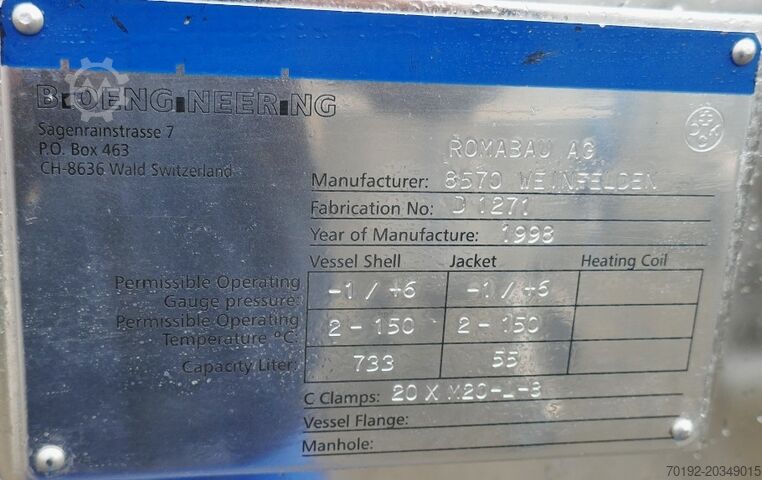 BIOENGINEERING
Sagenrainstrasse 7
P.O. Box 463
CH-8636 Wald Switzerland
ROMABAU AG
Manufacturer: 8570 WEINFELDEN
Fabrication No: D 1271
Year of Manufacture: 1998
Vessel Shell Jacket Heating Coil
Permissible Operating
Gauge pressure: -1 / +6 -1 / +6
Permissible Operating
Temperature °C: 2 - 150 2 - 150
Capacity Liter: 733 55
C Clamps: 20 X M20-
Vessel Flange:
Manhole:
70192-20349015